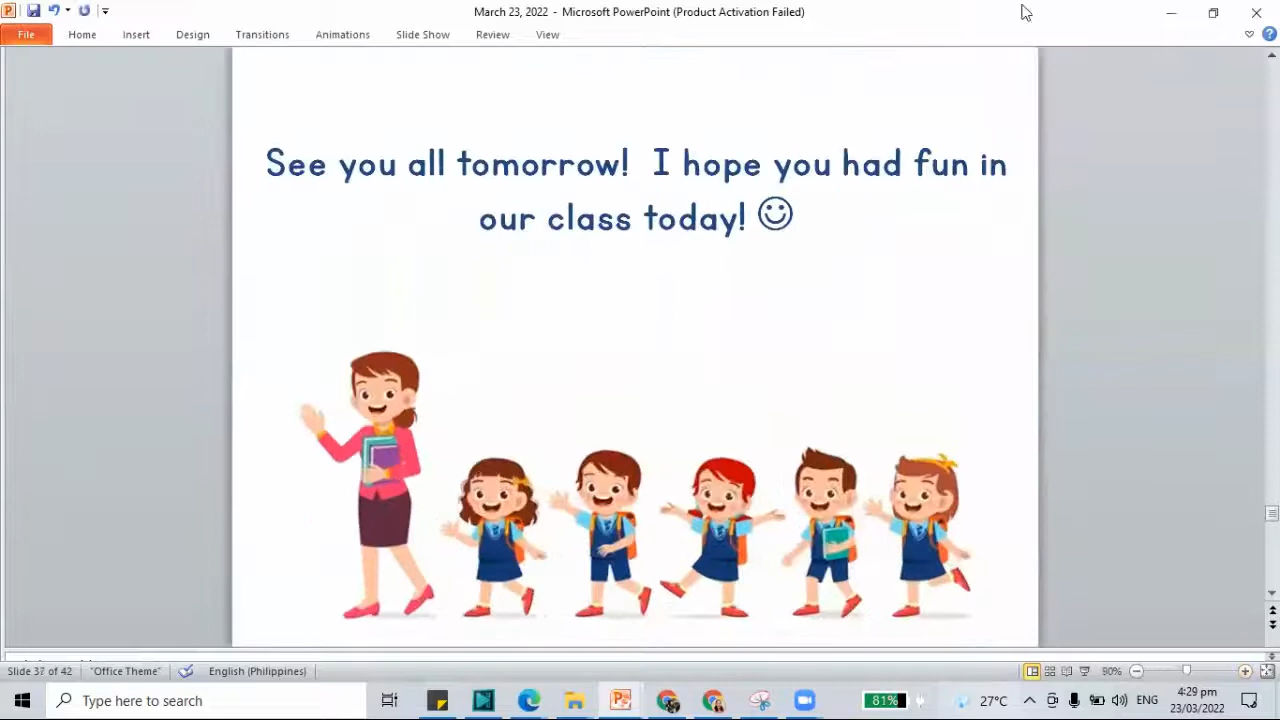 March 23, 2022 - Microsoft PowerPoint (Product Activation Failed)
File Home Insert Design Transitions Animations Slide Show Review View
See you all tomorrow! I hope you had fun in
our class today! ☺
Slide 37 of 42 "Office Theme" English (Philippines) 90%
Type here to search 81% 27°C ENG 4:29 pm
23/03/2022